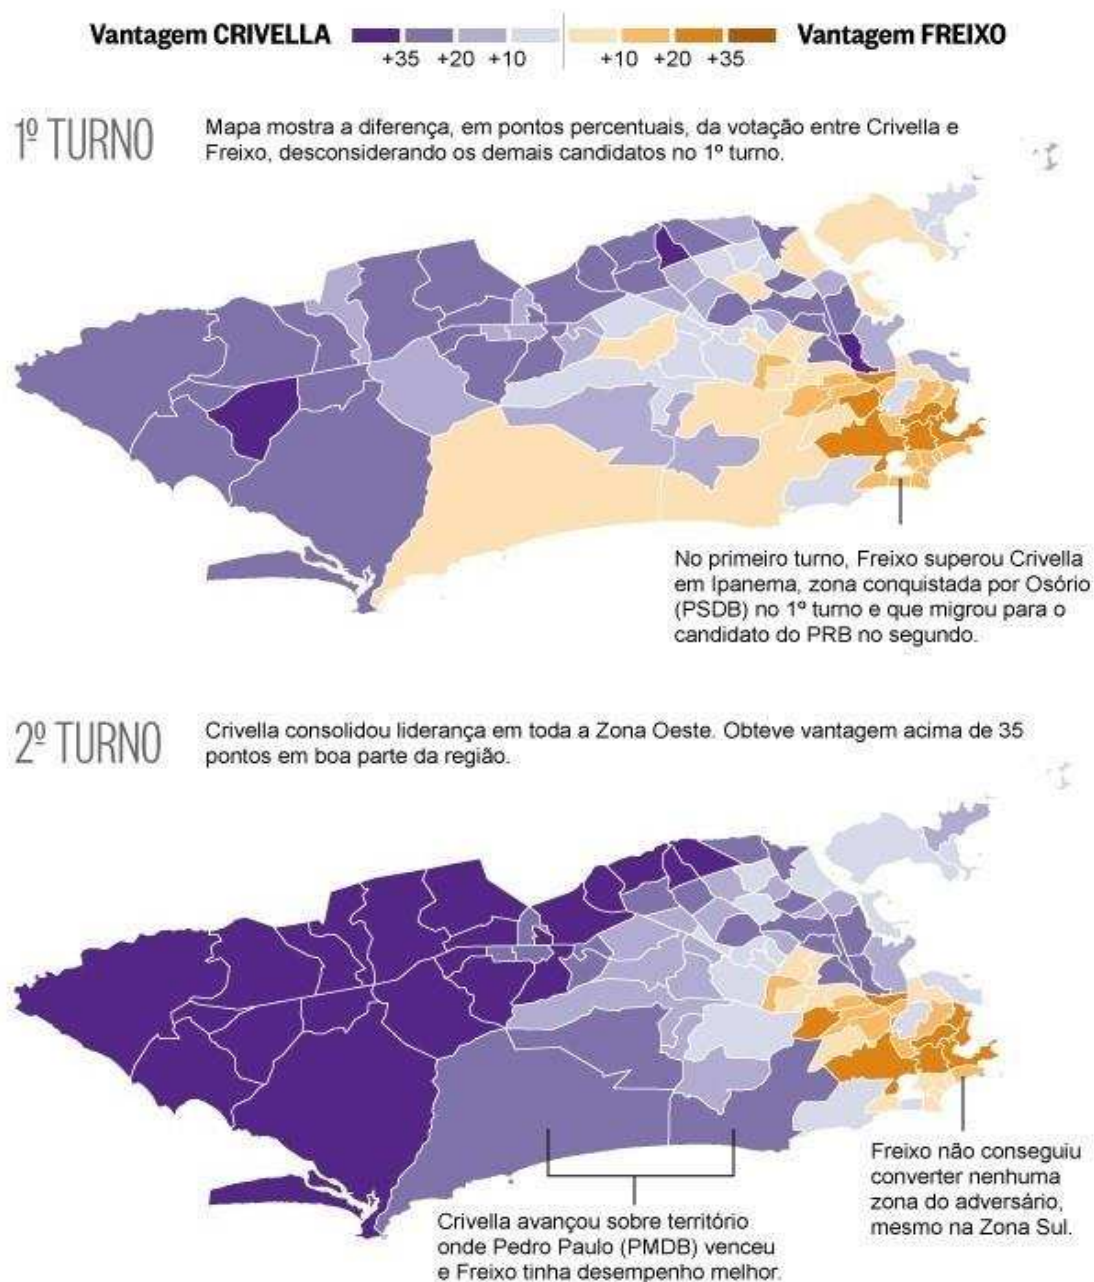 Vantagem CRIVELLA
+35 +20 +10
+10 +20 +35
Vantagem FREIXO
1º TURNO
Mapa mostra a diferença, em pontos percentuais, da votação entre Crivella e
Freixo, desconsiderando os demais candidatos no 1º turno.
No primeiro turno, Freixo superou Crivella
em Ipanema, zona conquistada por Osório
(PSDB) no 1º turno e que migrou para o
candidato do PRB no segundo.
2º TURNO
Crivella consolidou liderança em toda a Zona Oeste. Obteve vantagem acima de 35
pontos em boa parte da região.
Crivella avançou sobre território
onde Pedro Paulo (PMDB) venceu
e Freixo tinha desempenho melhor.
Freixo não conseguiu
converter nenhuma
zona do adversário,
mesmo na Zona Sul.